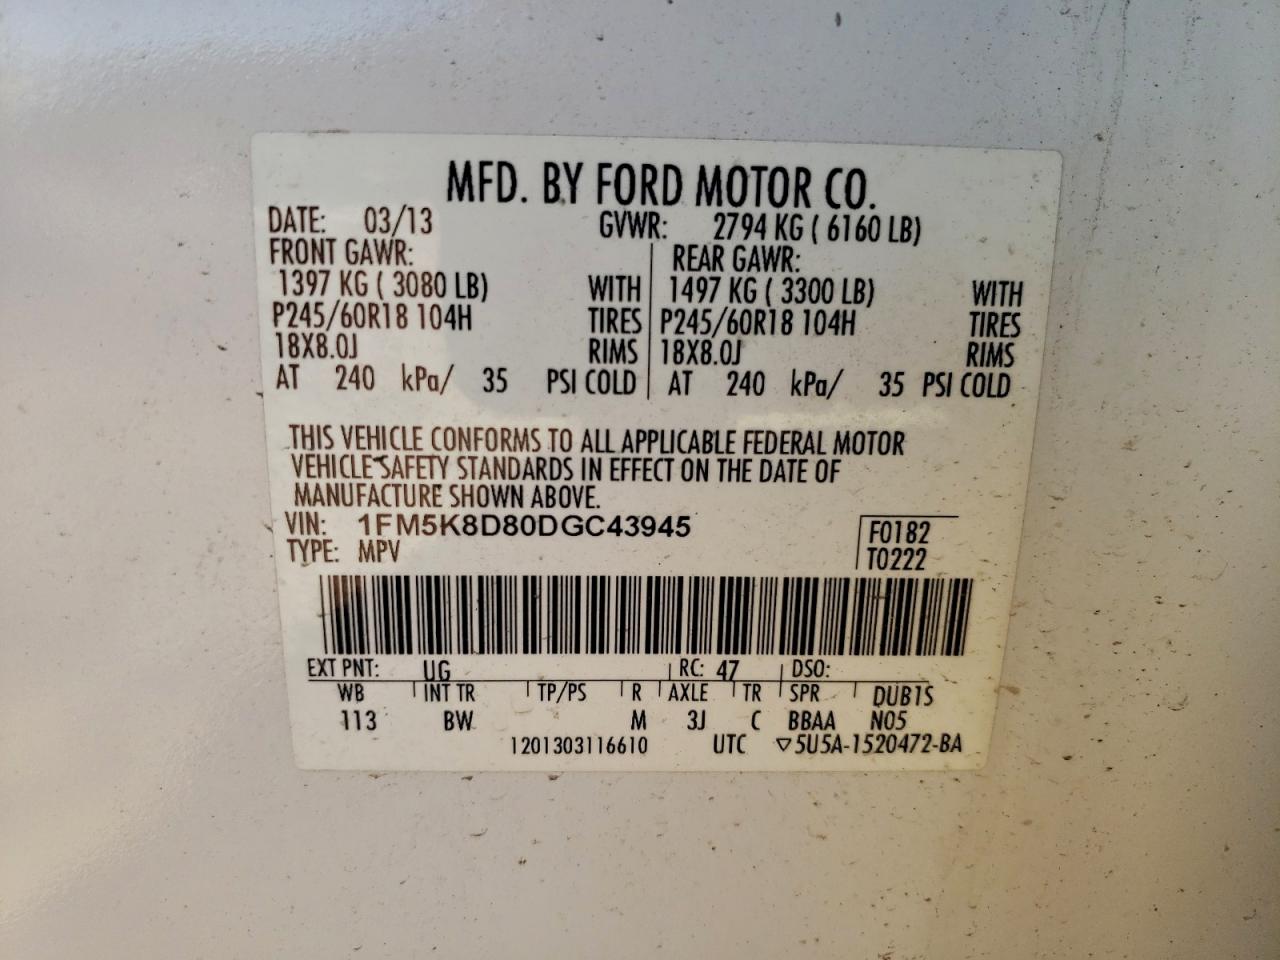 MFD. BY FORD MOTOR CO.
DATE: 03/13 GVWR: 2794 KG ( 6160 LB)
FRONT GAWR: REAR GAWR:
1397 KG ( 3080 LB) WITH 1497 KG ( 3300 LB) WITH
P245/60R18 104H TIRES P245/60R18 104H TIRES
18X8.0J RIMS 18X8.0J RIMS
AT 240 kPa/ 35 PSI COLD AT 240 kPa/ 35 PSI COLD
THIS VEHICLE CONFORMS TO ALL APPLICABLE FEDERAL MOTOR
VEHICLE SAFETY STANDARDS IN EFFECT ON THE DATE OF
MANUFACTURE SHOWN ABOVE.
VIN: 1FM5K8D80DGC43945 F0182
TYPE: MPV T0222
EXT PNT: UG RC: 47 DSO:
WB INT TR TP/PS R AXLE TR SPR DUB1S
113 BW M 3J C BBAA N05
1201303116610 UTC ▽5U5A-1520472-BA